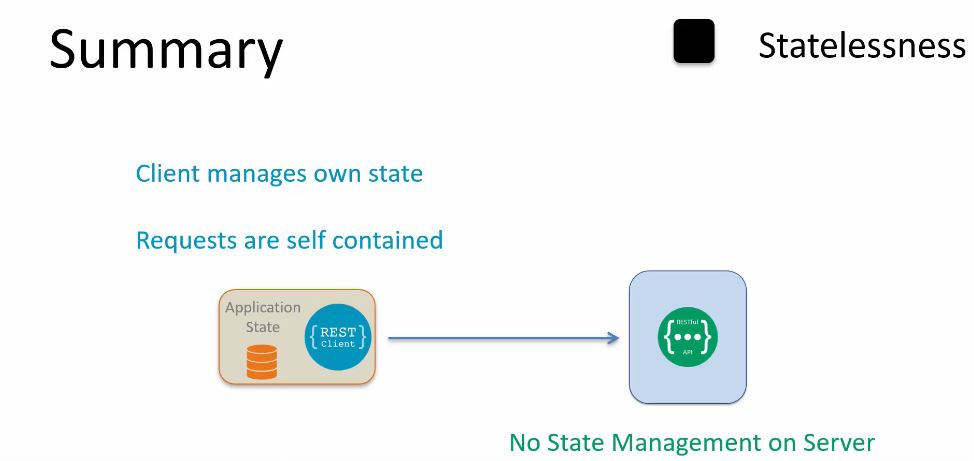 Summary
Statelessness
Client manages own state
Requests are self contained
Application
State
{REST}
Client
RESTful
{•••}
API
No State Management on Server